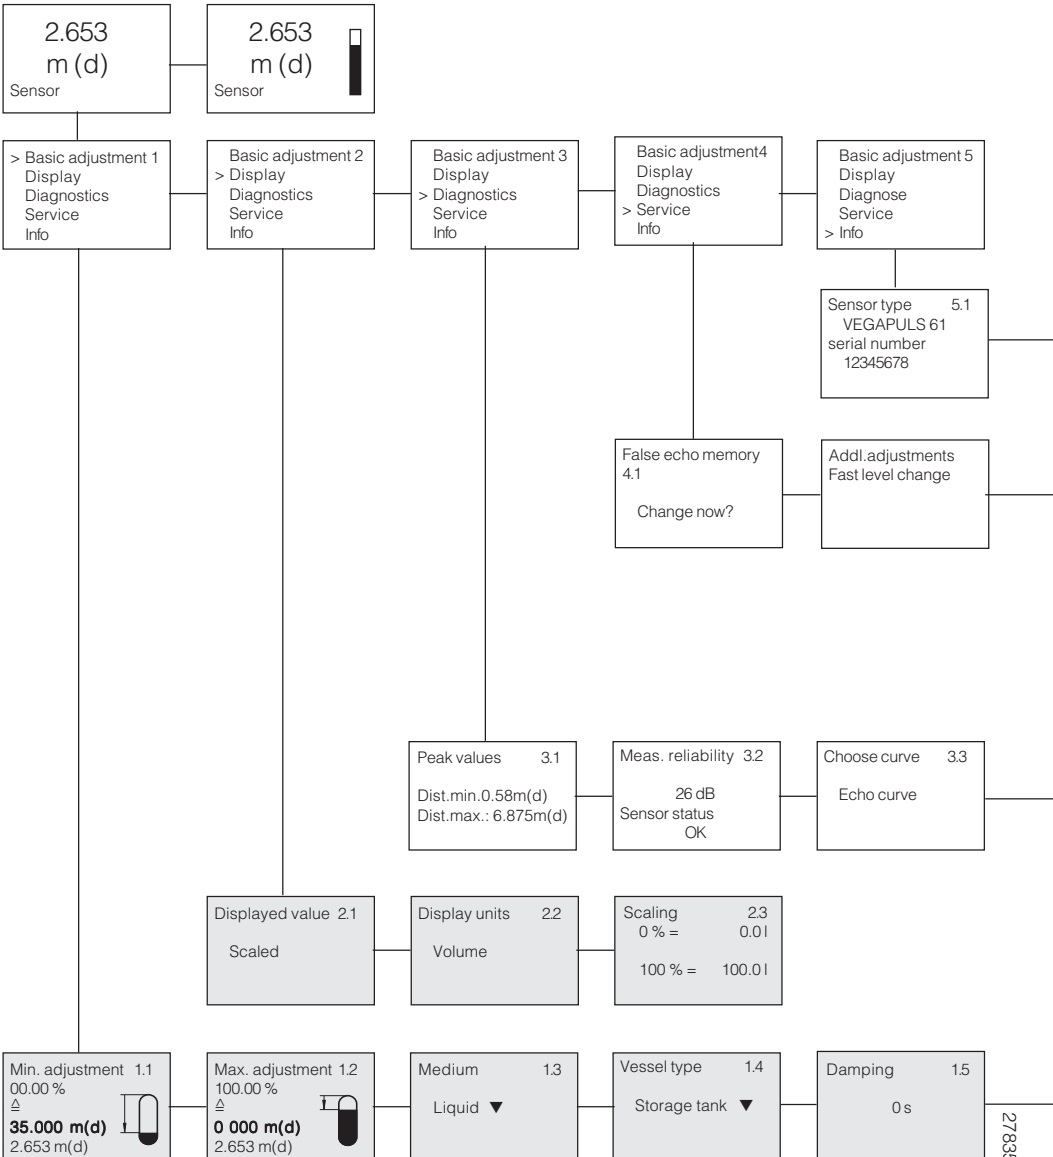 2.653
m (d)
Sensor
2.653
m (d)
Sensor
> Basic adjustment 1
Display
Diagnostics
Service
Info
Basic adjustment 2
> Display
Diagnostics
Service
Info
Basic adjustment 3
Display
> Diagnostics
Service
Info
Basic adjustment4
Display
Diagnostics
> Service
Info
Basic adjustment 5
Display
Diagnose
Service
> Info
Sensor type 5.1
VEGAPULS 61
serial number
12345678
False echo memory
4.1
Change now?
Addl.adjustments
Fast level change
Peak values 3.1
Dist.min.0.58m(d)
Dist.max.: 6.875m(d)
Meas. reliability 3.2
26 dB
Sensor status
OK
Choose curve 3.3
Echo curve
Displayed value 2.1
Scaled
Display units 2.2
Volume
Scaling 2.3
0 % = 0.0 l
100 % = 100.0 l
Min. adjustment 1.1
00.00 %
≙
35.000 m(d)
2.653 m(d)
Max. adjustment 1.2
100.00 %
≙
0 000 m(d)
2.653 m(d)
Medium 1.3
Liquid ▼
Vessel type 1.4
Storage tank ▼
Damping 1.5
0 s